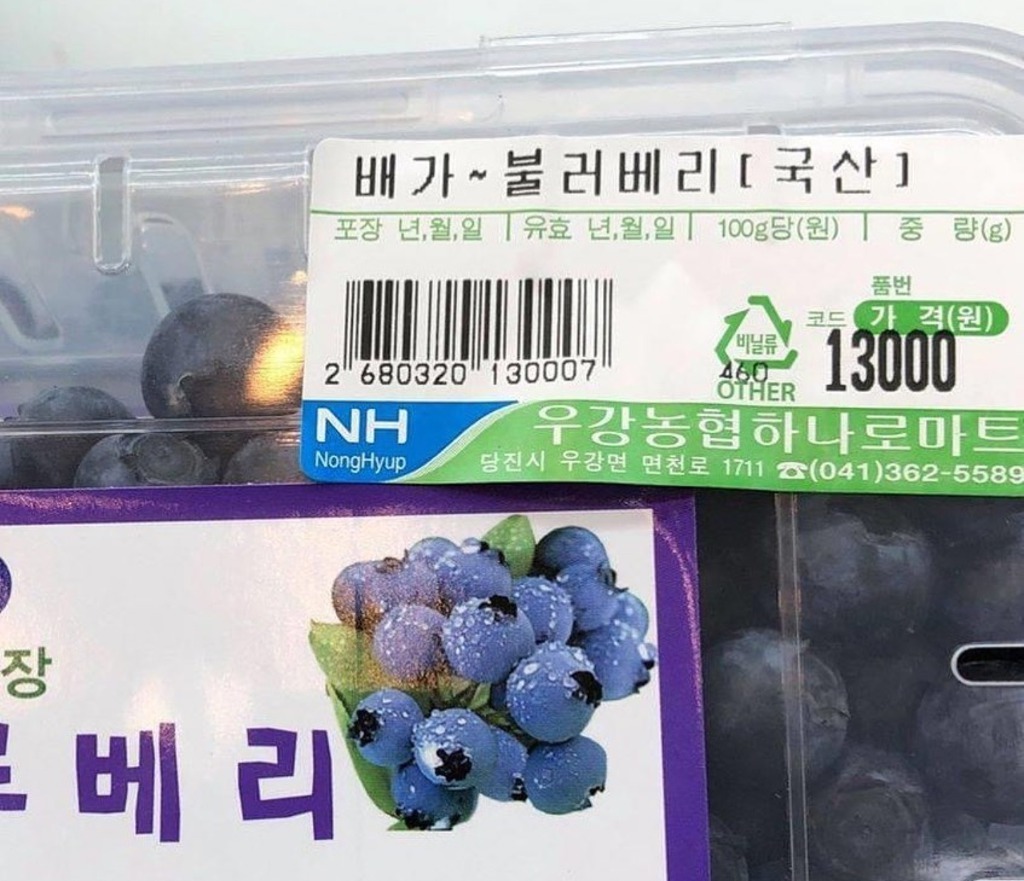 배가~불러베리[국산]
포장 년,월,일 유효 년,월,일 100g당(원) 중 량(g)
품번
코드 가 격(원)
비닐류
2 680320 130007
460
OTHER
13000
NH
NongHyup
우강농협하나로마트
당진시 우강면 면천로 1711 ☎(041)362-5589
장
베리